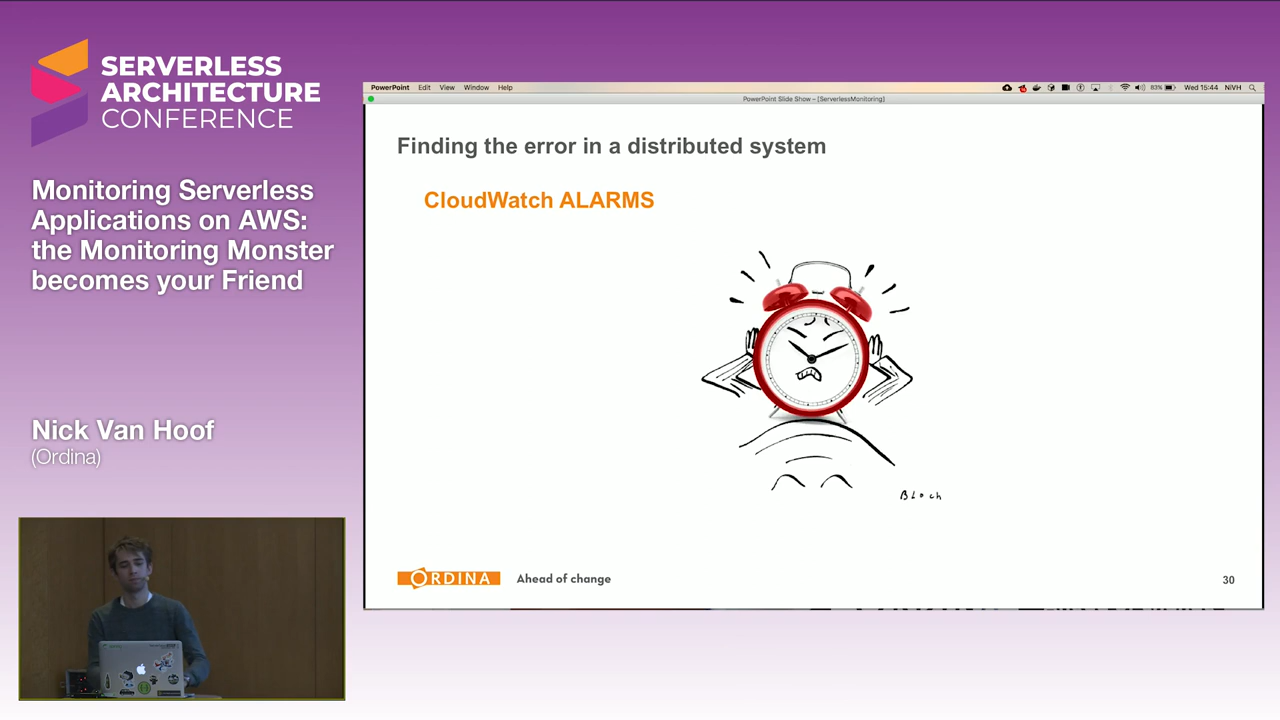 SERVERLESS
ARCHITECTURE
CONFERENCE
Monitoring Serverless
Applications on AWS:
the Monitoring Monster
becomes your Friend
Nick Van Hoof
(Ordina)
PowerPoint Edit View Window Help
83% Wed 15:44 NiVH
PowerPoint Slide Show – [ServerlessMonitoring]
Finding the error in a distributed system
CloudWatch ALARMS
Bloch
ORDINA Ahead of change
30